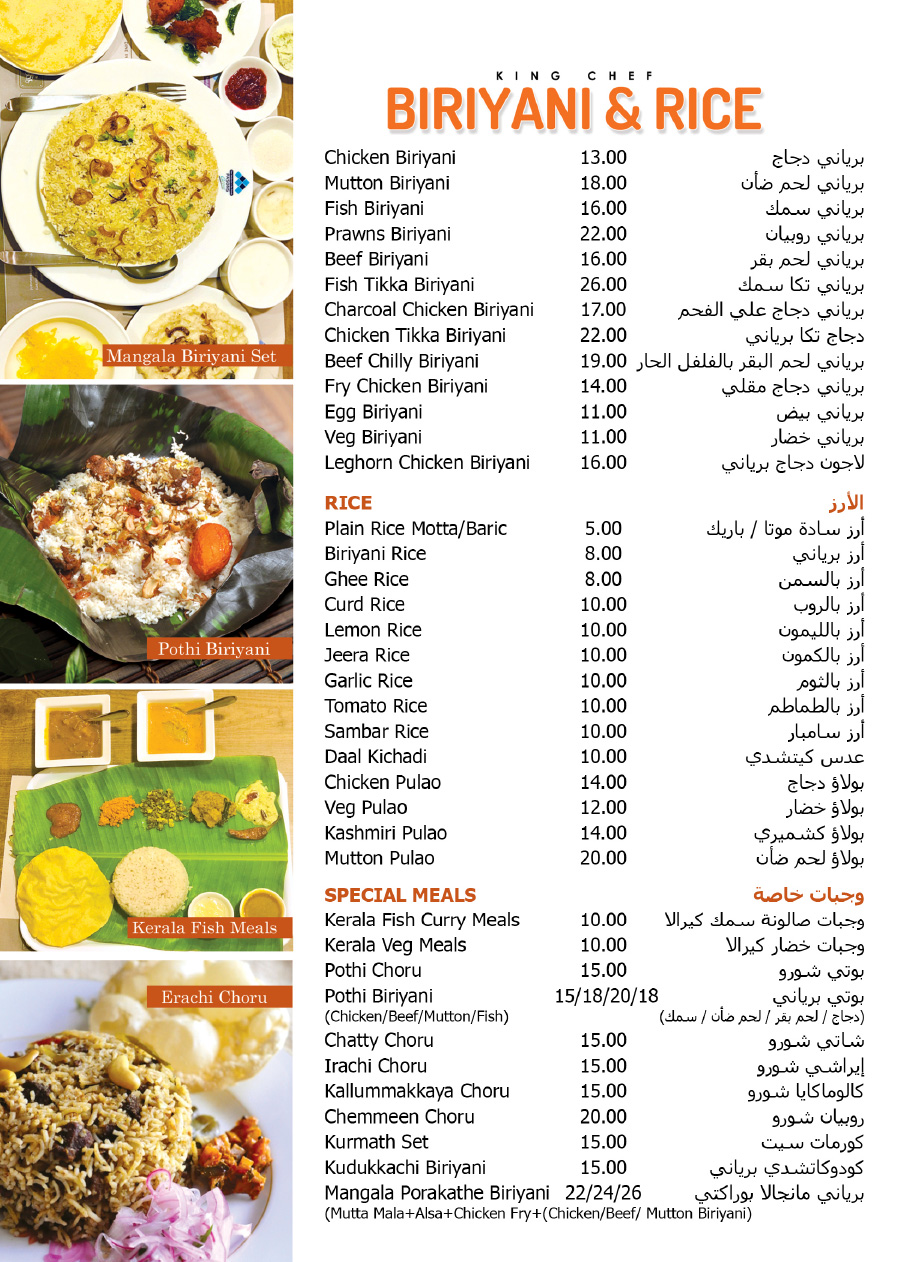 KING CHEF
BIRIYANI & RICE
Chicken Biriyani 13.00 برياني دجاج
Mutton Biriyani 18.00 برياني لحم ضأن
Fish Biriyani 16.00 برياني سمك
Prawns Biriyani 22.00 برياني روبيان
Beef Biriyani 16.00 برياني لحم بقر
Fish Tikka Biriyani 26.00 برياني تكا سمك
Charcoal Chicken Biriyani 17.00 برياني دجاج علي الفحم
Chicken Tikka Biriyani 22.00 دجاج تكا برياني
Beef Chilly Biriyani 19.00 برياني لحم البقر بالفلفل الحار
Fry Chicken Biriyani 14.00 برياني دجاج مقلي
Egg Biriyani 11.00 برياني بيض
Veg Biriyani 11.00 برياني خضار
Leghorn Chicken Biriyani 16.00 لاجون دجاج برياني
RICE الأرز
Plain Rice Motta/Baric 5.00 أرز سادة موتا / باريك
Biriyani Rice 8.00 أرز برياني
Ghee Rice 8.00 أرز بالسمن
Curd Rice 10.00 أرز بالروب
Lemon Rice 10.00 أرز بالليمون
Jeera Rice 10.00 أرز بالكمون
Garlic Rice 10.00 أرز بالثوم
Tomato Rice 10.00 أرز بالطماطم
Sambar Rice 10.00 أرز سامبار
Daal Kichadi 10.00 عدس كيتشدي
Chicken Pulao 14.00 بولاؤ دجاج
Veg Pulao 12.00 بولاؤ خضار
Kashmiri Pulao 14.00 بولاؤ كشميري
Mutton Pulao 20.00 بولاؤ لحم ضأن
SPECIAL MEALS وجبات خاصة
Kerala Fish Curry Meals 10.00 وجبات صالونة سمك كيرالا
Kerala Veg Meals 10.00 وجبات خضار كيرالا
Pothi Choru 15.00 بوتي شورو
Pothi Biriyani 15/18/20/18 بوتي برياني
(Chicken/Beef/Mutton/Fish) (دجاج / لحم بقر / لحم ضأن / سمك)
Chatty Choru 15.00 شاتي شورو
Irachi Choru 15.00 إيراشي شورو
Kallummakkaya Choru 15.00 كالوماكايا شورو
Chemmeen Choru 20.00 روبيان شورو
Kurmath Set 15.00 كورمات سيت
Kudukkachi Biriyani 15.00 كودوكاتشدي برياني
Mangala Porakathe Biriyani 22/24/26 برياني مانجالا بوراكتي
(Mutta Mala+Alsa+Chicken Fry+(Chicken/Beef/ Mutton Biriyani)
Mangala Biriyani Set
Pothi Biriyani
Kerala Fish Meals
Erachi Choru